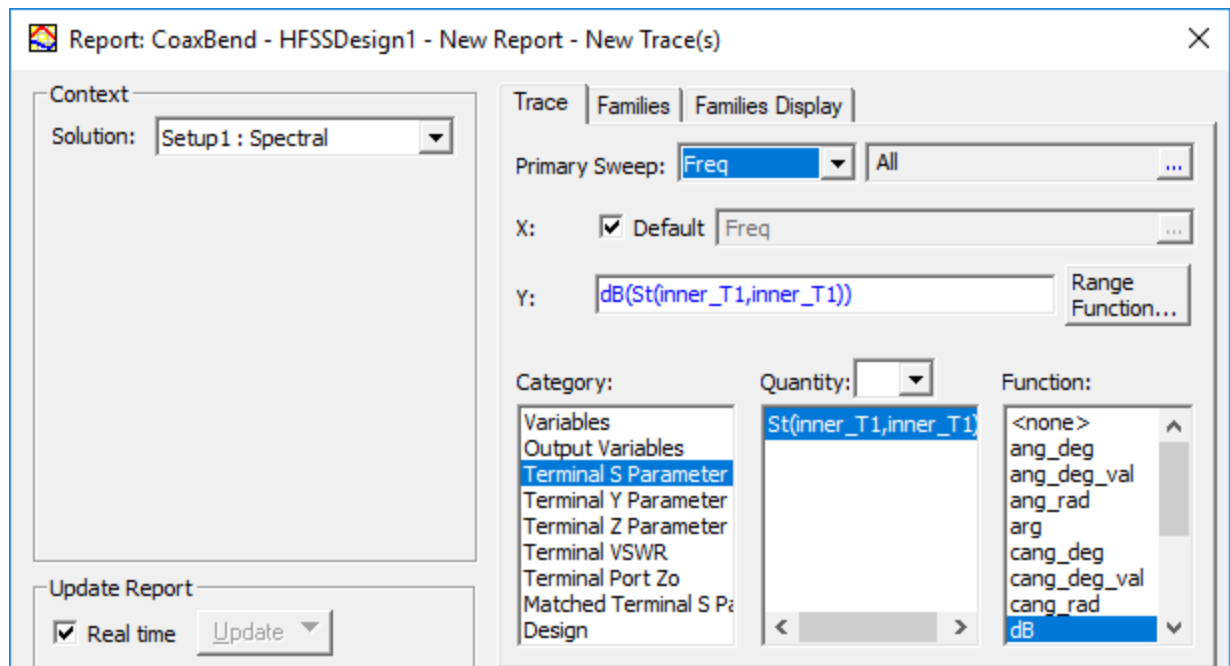 Report: CoaxBend - HFSSDesign1 - New Report - New Trace(s)
Context
Solution: Setup1 : Spectral
Trace Families Families Display
Primary Sweep: Freq All ...
X: Default Freq ...
Y: dB(St(inner_T1,inner_T1)) Range Function...
Category: Quantity: Function:
Variables
Output Variables
Terminal S Parameter
Terminal Y Parameter
Terminal Z Parameter
Terminal VSWR
Terminal Port Zo
Matched Terminal S Pa
Design
St(inner_T1,inner_T1)
<none>
ang_deg
ang_deg_val
ang_rad
arg
cang_deg
cang_deg_val
cang_rad
dB
Update Report
Real time Update